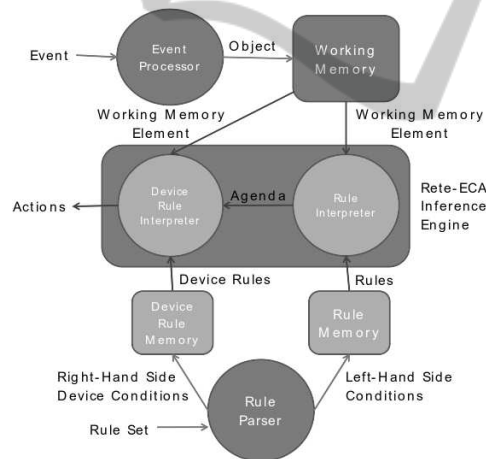 Event
Event
Processor
Object
Working
Memory
Working Memory
Element
Working Memory
Element
Device
Rule
Interpreter
Agenda
Rule
Interpreter
Rete-ECA
Inference
Engine
Actions
Device Rules
Rules
Device
Rule
Memory
Rule
Memory
Right-Hand Side
Device Conditions
Left-Hand Side
Conditions
Rule
Parser
Rule Set